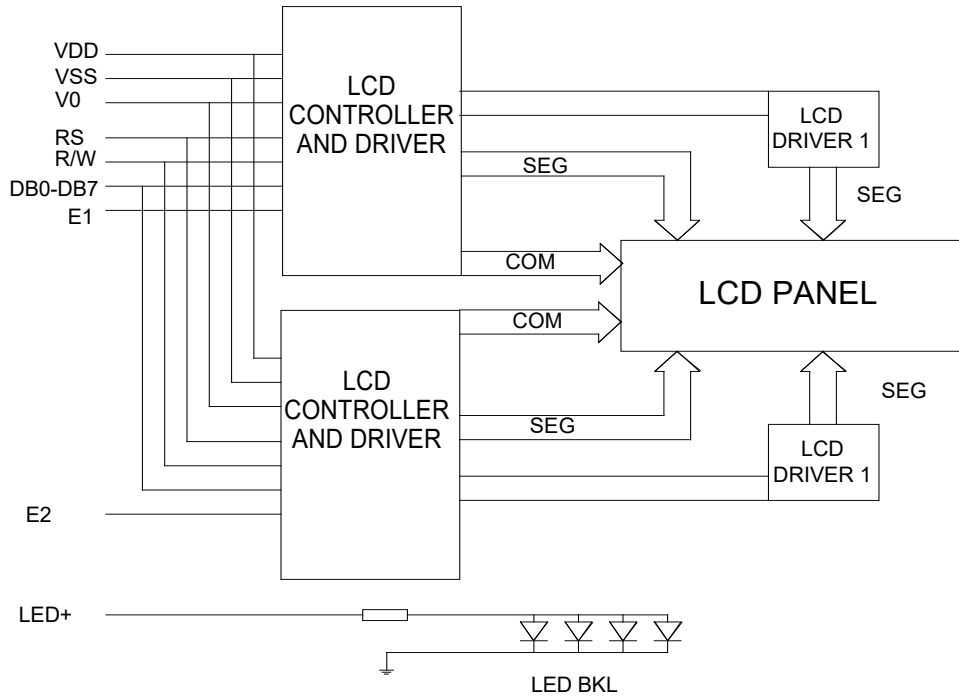 VDD
VSS
V0
RS
R/W
DB0-DB7
E1
LCD
CONTROLLER
AND DRIVER
SEG
COM
LCD
DRIVER 1
SEG
LCD PANEL
COM
LCD
CONTROLLER
AND DRIVER
SEG
SEG
LCD
DRIVER 1
E2
LED+
LED BKL